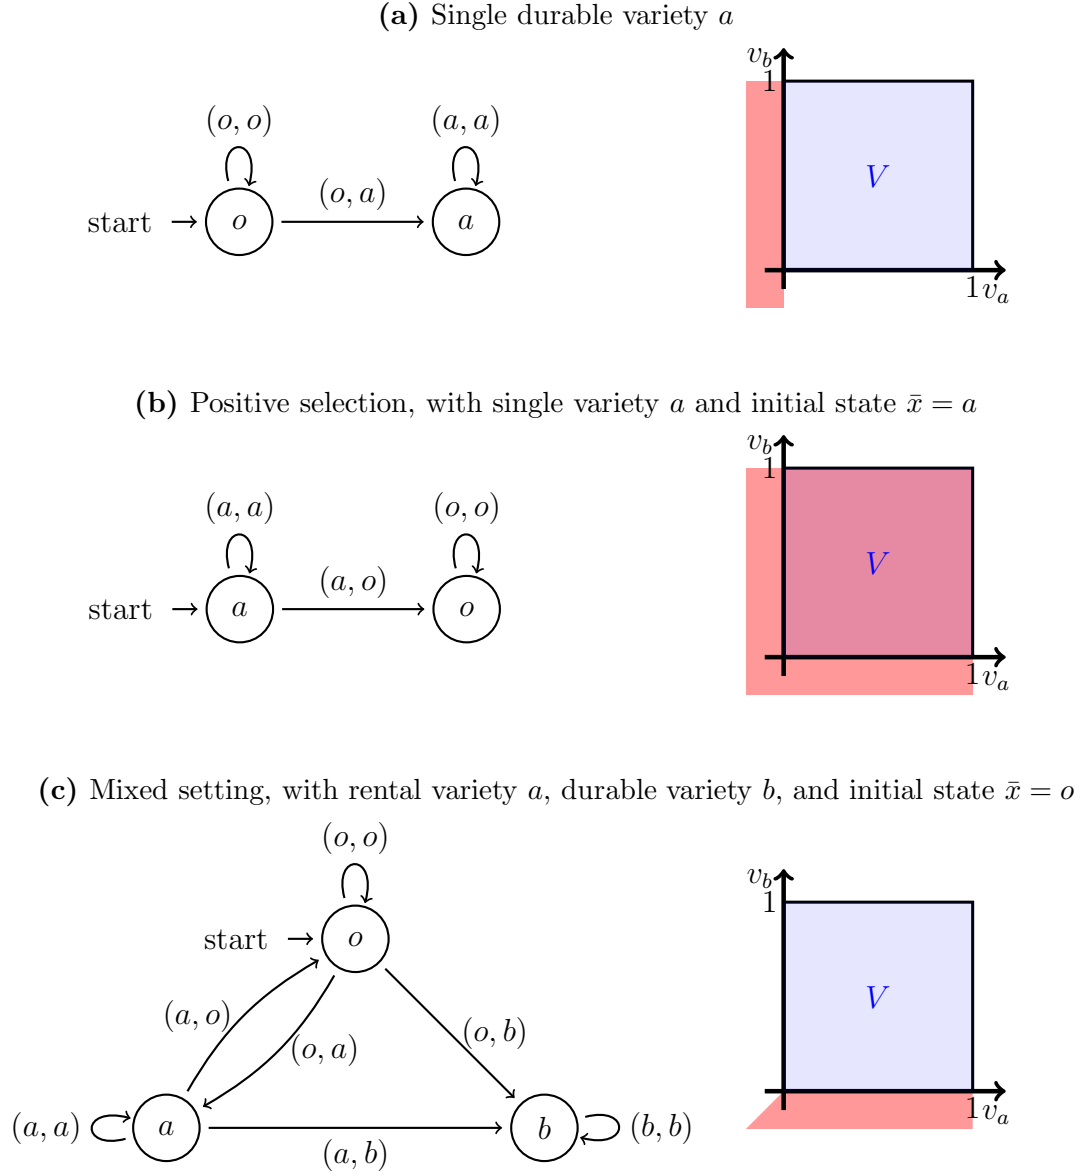 (a) Single durable variety a
(o, o)
(a, a)
(o, a)
start
o
a
v_b
1
V
1
v_a
(b) Positive selection, with single variety a and initial state x̄ = a
(a, a)
(o, o)
(a, o)
start
a
o
v_b
1
V
1
v_a
(c) Mixed setting, with rental variety a, durable variety b, and initial state x̄ = o
(o, o)
start
o
(a, o)
(o, a)
(o, b)
(a, a)
a
(a, b)
b
(b, b)
v_b
1
V
1
v_a